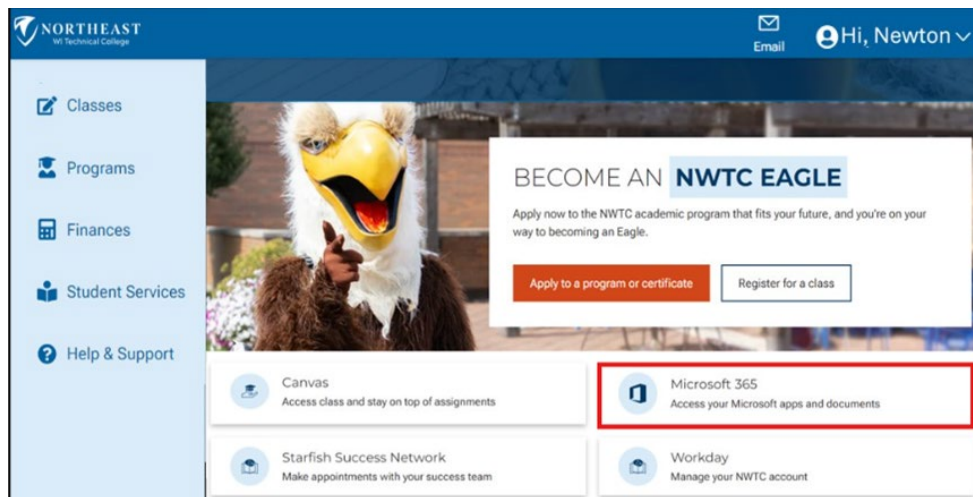 NORTHEAST
WI Technical College
Email
Hi, Newton
Classes
Programs
Finances
Student Services
Help & Support
BECOME AN NWTC EAGLE
Apply now to the NWTC academic program that fits your future, and you're on your
way to becoming an Eagle.
Apply to a program or certificate
Register for a class
Canvas
Access class and stay on top of assignments
Microsoft 365
Access your Microsoft apps and documents
Starfish Success Network
Make appointments with your success team
Workday
Manage your NWTC account